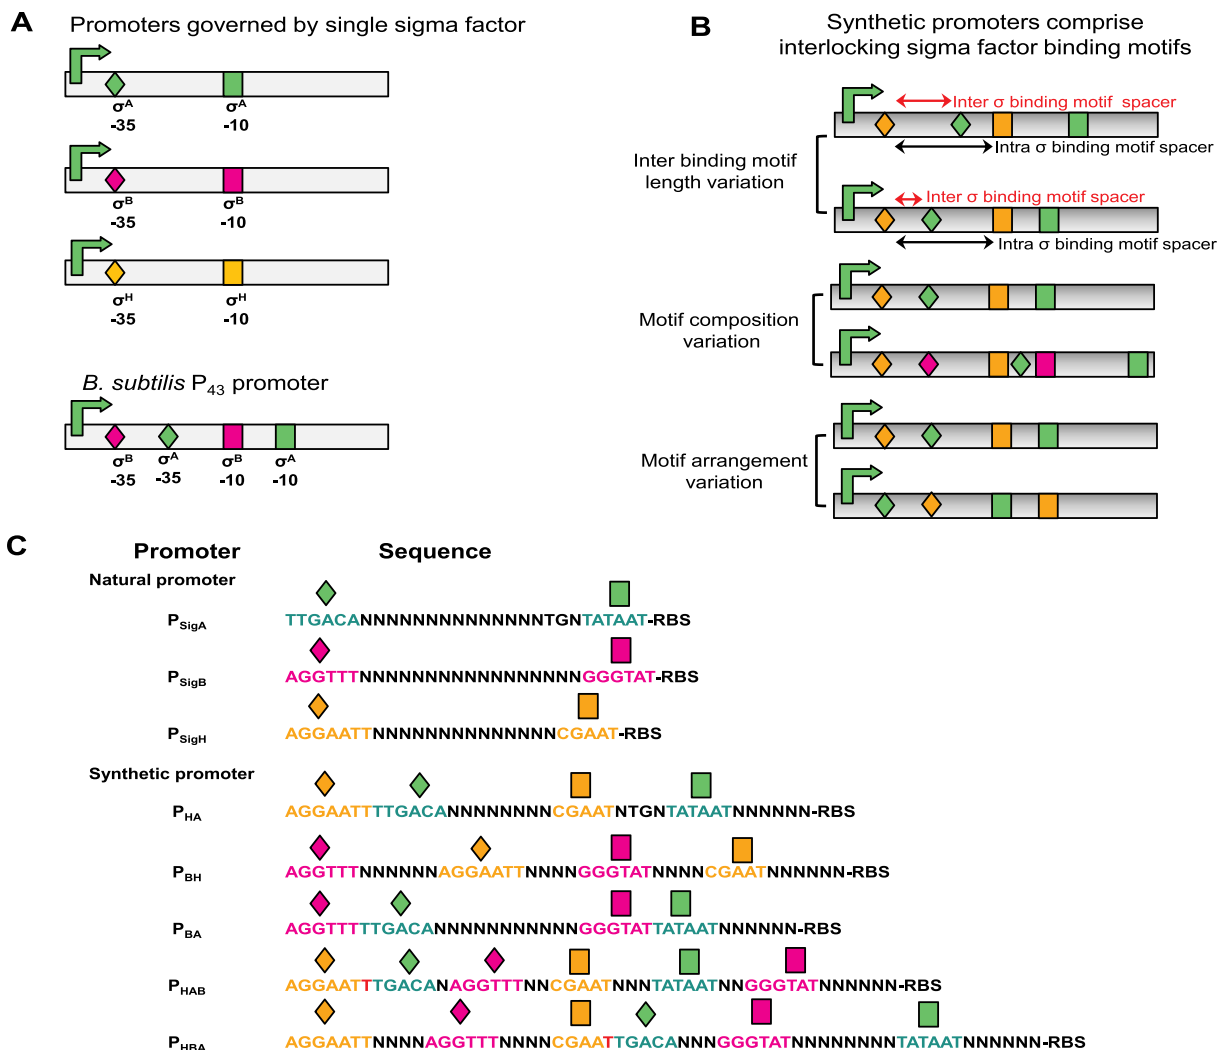 A
Promoters governed by single sigma factor
σᴬ σᴬ
-35 -10
σᴮ σᴮ
-35 -10
σᴴ σᴴ
-35 -10
B. subtilis P₄₃ promoter
σᴮ σᴬ σᴮ σᴬ
-35 -35 -10 -10
B
Synthetic promoters comprise
interlocking sigma factor binding motifs
Inter σ binding motif spacer
Intra σ binding motif spacer
Inter binding motif
length variation
Inter σ binding motif spacer
Intra σ binding motif spacer
Motif composition
variation
Motif arrangement
variation
C
Promoter Sequence
Natural promoter
PSigA TTGACANNNNNNNNNNNNNNTGNTATAAT-RBS
PSigB AGGTTTNNNNNNNNNNNNNNNNNGGGTAT-RBS
PSigH AGGAATTNNNNNNNNNNNNNNCGAAT-RBS
Synthetic promoter
PHA AGGAATTTTGACANNNNNNNNCGAATNTGNTATAATNNNNNN-RBS
PBH AGGTTTNNNNNNAGGAATTNNNNGGGTATNNNNCGAATNNNNNN-RBS
PBA AGGTTTTTGACANNNNNNNNNNNGGGTATTATAATNNNNNN-RBS
PHAB AGGAATTTGACANAGGTTTNNCGAATNNNTATAATNNGGGTATNNNNNN-RBS
PHBA AGGAATTNNNNAGGTTTNNNNCGAATTGACANNNGGGTATNNNNNNNNTATAATNNNNNN-RBS